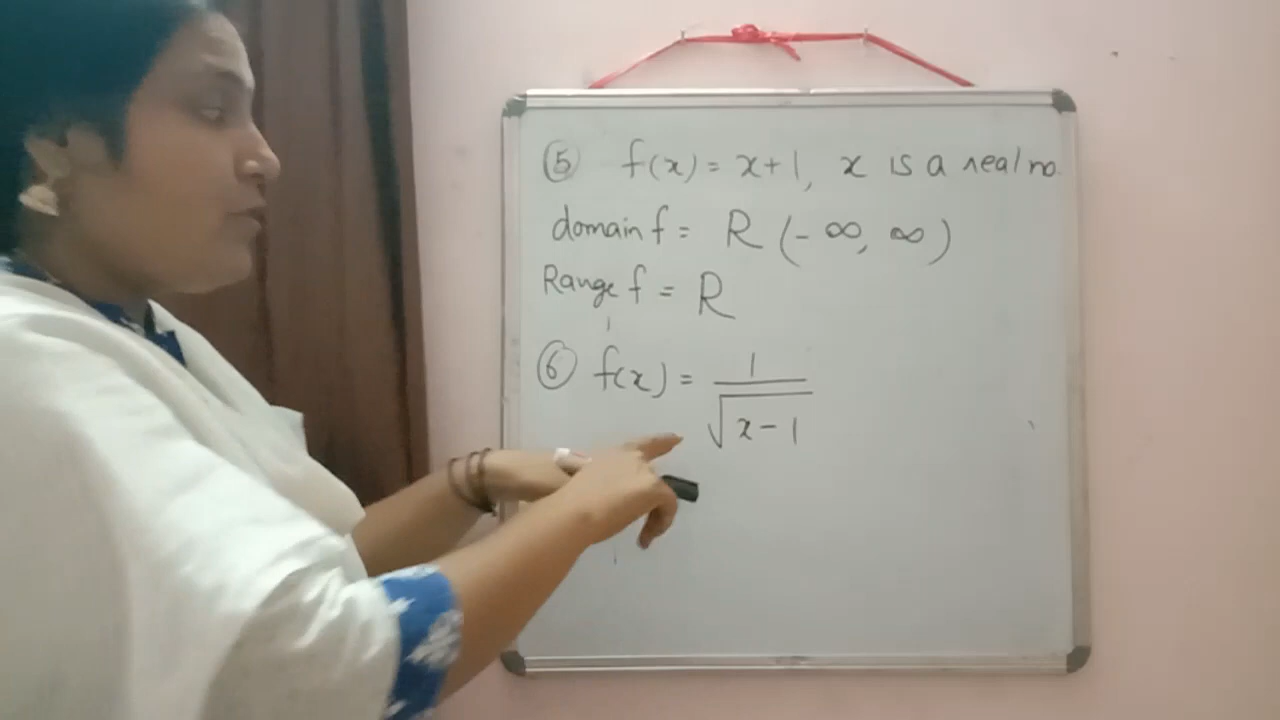 ⑤ f(x) = x+1, x is a real no.
domain f = R (-∞, ∞)
Range f = R
⑥ f(x) = 1/√(x-1)